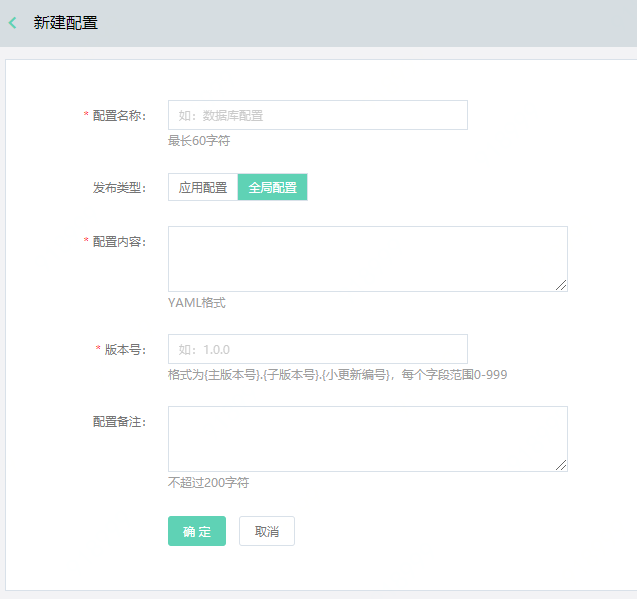 新建配置
* 配置名称：
如：数据库配置
最长60字符
发布类型： 应用配置 全局配置
* 配置内容：
YAML格式
* 版本号：
如：1.0.0
格式为{主版本号}.{子版本号}.{小更新编号}，每个字段范围0-999
配置备注：
不超过200字符
确 定 取消